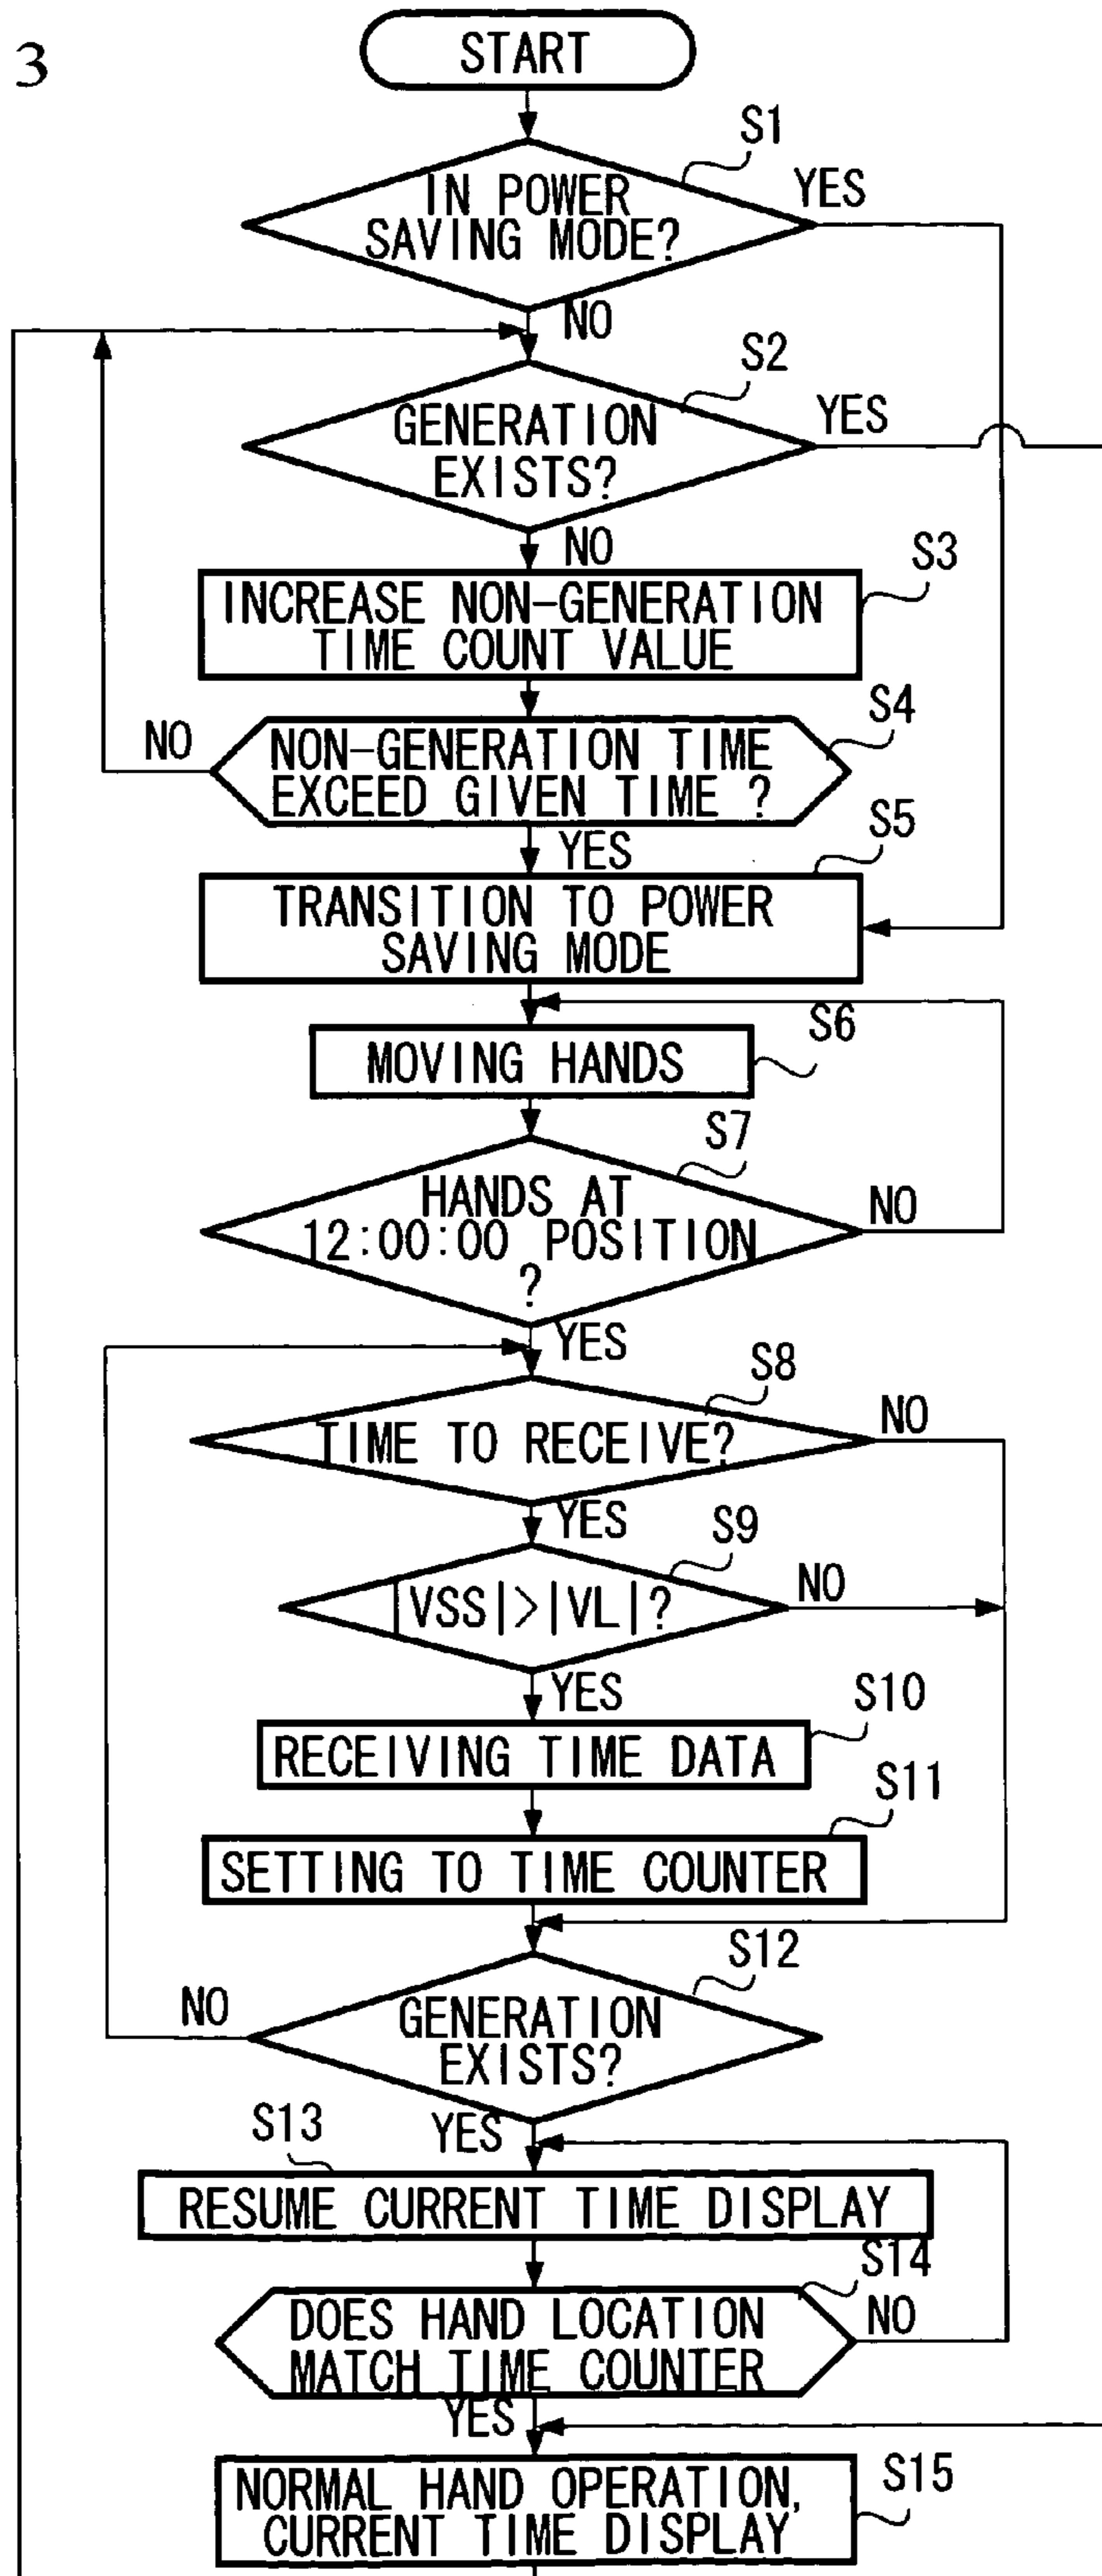 3
START
S1
IN POWER
SAVING MODE?
YES
NO
S2
GENERATION
EXISTS?
YES
NO
S3
INCREASE NON-GENERATION
TIME COUNT VALUE
S4
NO
NON-GENERATION TIME
EXCEED GIVEN TIME ?
YES
S5
TRANSITION TO POWER
SAVING MODE
S6
MOVING HANDS
S7
HANDS AT
12:00:00 POSITION
?
NO
YES
S8
TIME TO RECEIVE?
NO
YES
S9
|VSS|>|VL|?
NO
YES
S10
RECEIVING TIME DATA
S11
SETTING TO TIME COUNTER
S12
NO
GENERATION
EXISTS?
YES
S13
RESUME CURRENT TIME DISPLAY
S14
DOES HAND LOCATION
MATCH TIME COUNTER
NO
YES
S15
NORMAL HAND OPERATION,
CURRENT TIME DISPLAY